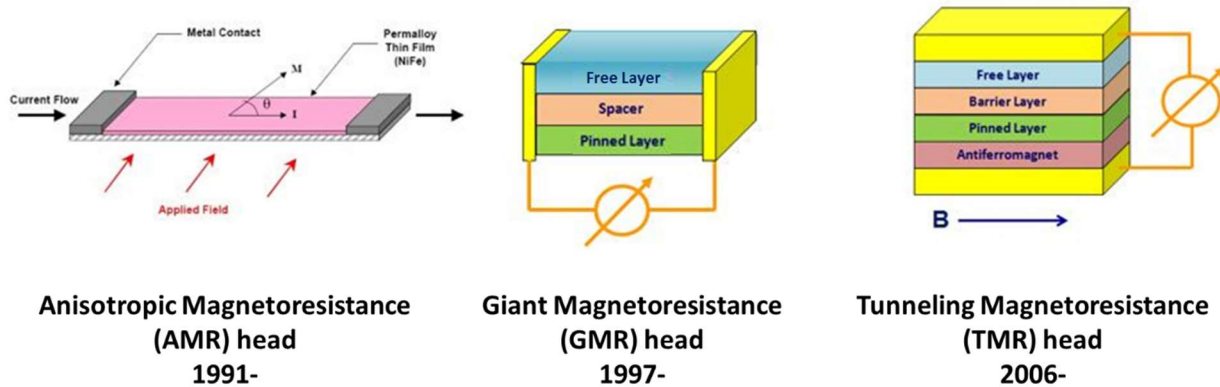 Metal Contact
Permalloy
Thin Film
(NiFe)
M
θ
I
Current Flow
Applied Field
Free Layer
Spacer
Pinned Layer
Free Layer
Barrier Layer
Pinned Layer
Antiferromagnet
B
Anisotropic Magnetoresistance
(AMR) head
1991-
Giant Magnetoresistance
(GMR) head
1997-
Tunneling Magnetoresistance
(TMR) head
2006-